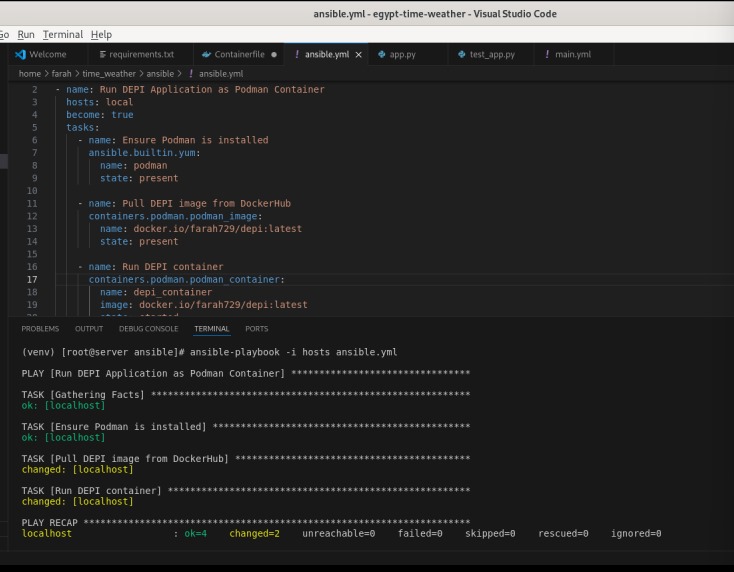 ansible.yml - egypt-time-weather - Visual Studio Code
Go Run Terminal Help
Welcome requirements.txt Containerfile ansible.yml app.py test_app.py main.yml
home > farah > time_weather > ansible > ! ansible.yml
2 - name: Run DEPI Application as Podman Container
3 hosts: local
4 become: true
5 tasks:
6 - name: Ensure Podman is installed
7 ansible.builtin.yum:
8 name: podman
9 state: present
10
11 - name: Pull DEPI image from DockerHub
12 containers.podman.podman_image:
13 name: docker.io/farah729/depi:latest
14 state: present
15
16 - name: Run DEPI container
17 containers.podman.podman_container:
18 name: depi_container
19 image: docker.io/farah729/depi:latest
PROBLEMS OUTPUT DEBUG CONSOLE TERMINAL PORTS
(venv) [root@server ansible]# ansible-playbook -i hosts ansible.yml
PLAY [Run DEPI Application as Podman Container] ********************************
TASK [Gathering Facts] *********************************************************
ok: [localhost]
TASK [Ensure Podman is installed] **********************************************
ok: [localhost]
TASK [Pull DEPI image from DockerHub] ******************************************
changed: [localhost]
TASK [Run DEPI container] ******************************************************
changed: [localhost]
PLAY RECAP *********************************************************************
localhost : ok=4 changed=2 unreachable=0 failed=0 skipped=0 rescued=0 ignored=0